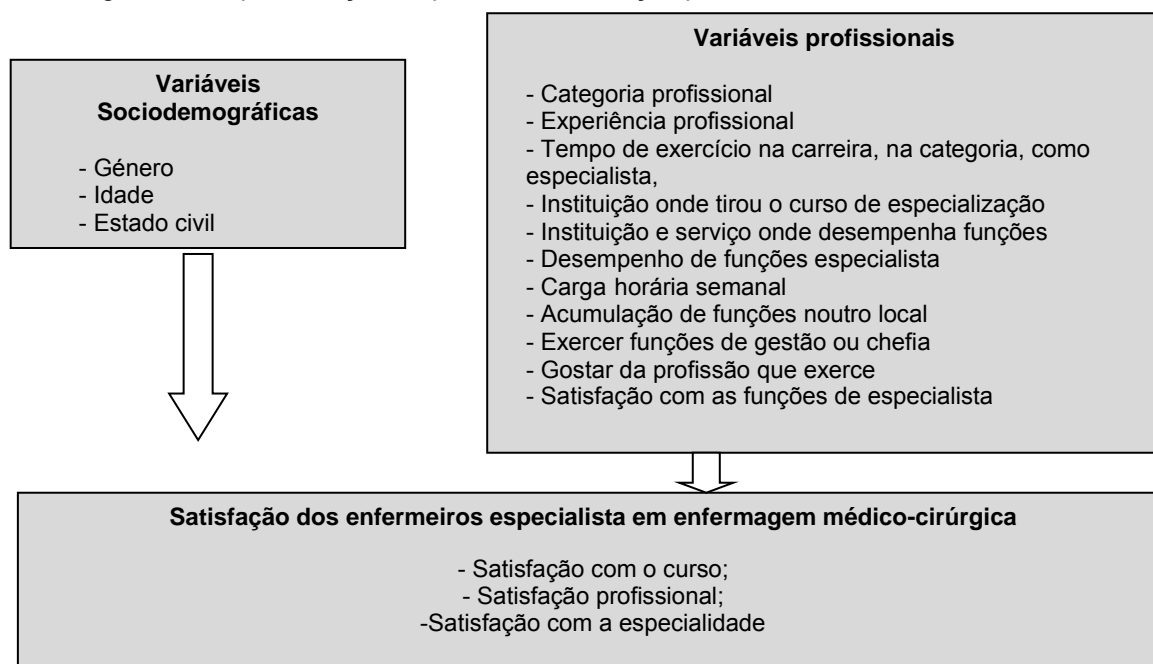 Variáveis
Sociodemográficas
- Género
- Idade
- Estado civil
Variáveis profissionais
- Categoria profissional
- Experiência profissional
- Tempo de exercício na carreira, na categoria, como
especialista,
- Instituição onde tirou o curso de especialização
- Instituição e serviço onde desempenha funções
- Desempenho de funções especialista
- Carga horária semanal
- Acumulação de funções noutro local
- Exercer funções de gestão ou chefia
- Gostar da profissão que exerce
- Satisfação com as funções de especialista
Satisfação dos enfermeiros especialista em enfermagem médico-cirúrgica
- Satisfação com o curso;
- Satisfação profissional;
-Satisfação com a especialidade